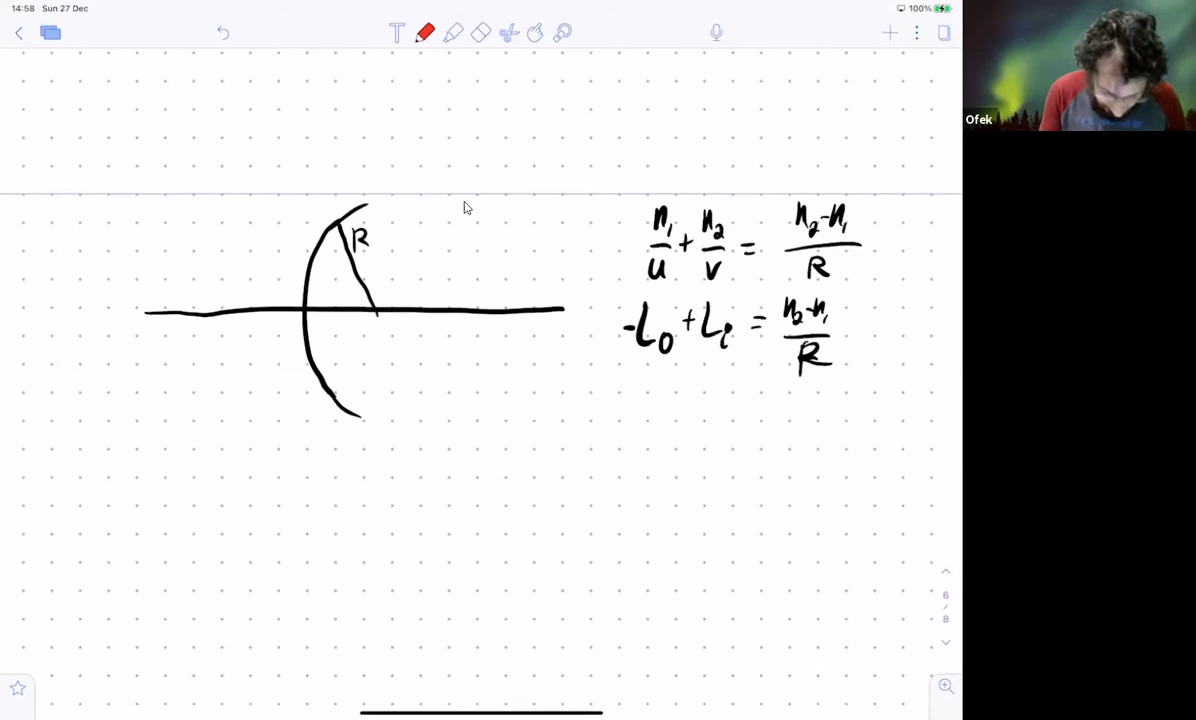 14:58 Sun 27 Dec
100%
T
Ofek
R
n₁/u + n₂/v = n₂-n₁/R
-L₀ + Lᵢ = n₂-n₁/R
6
/
8